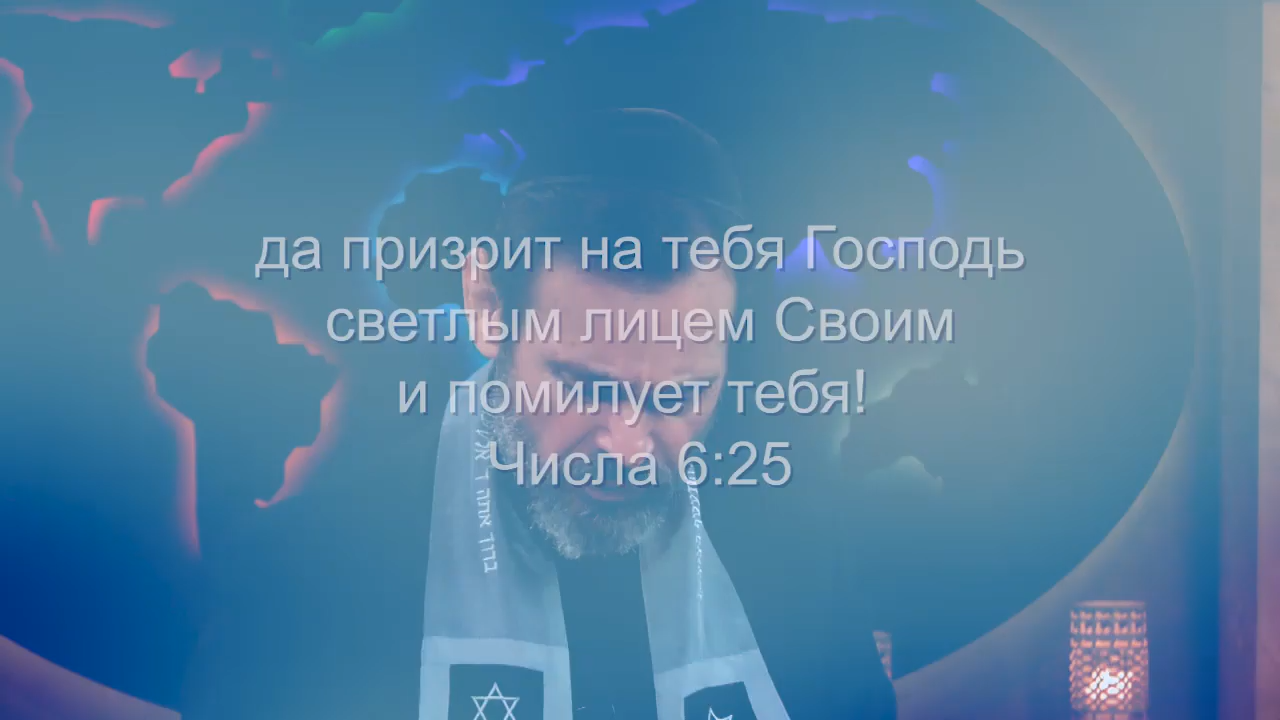 да призрит на тебя Господь
светлым лицем Своим
и помилует тебя!
Числа 6:25